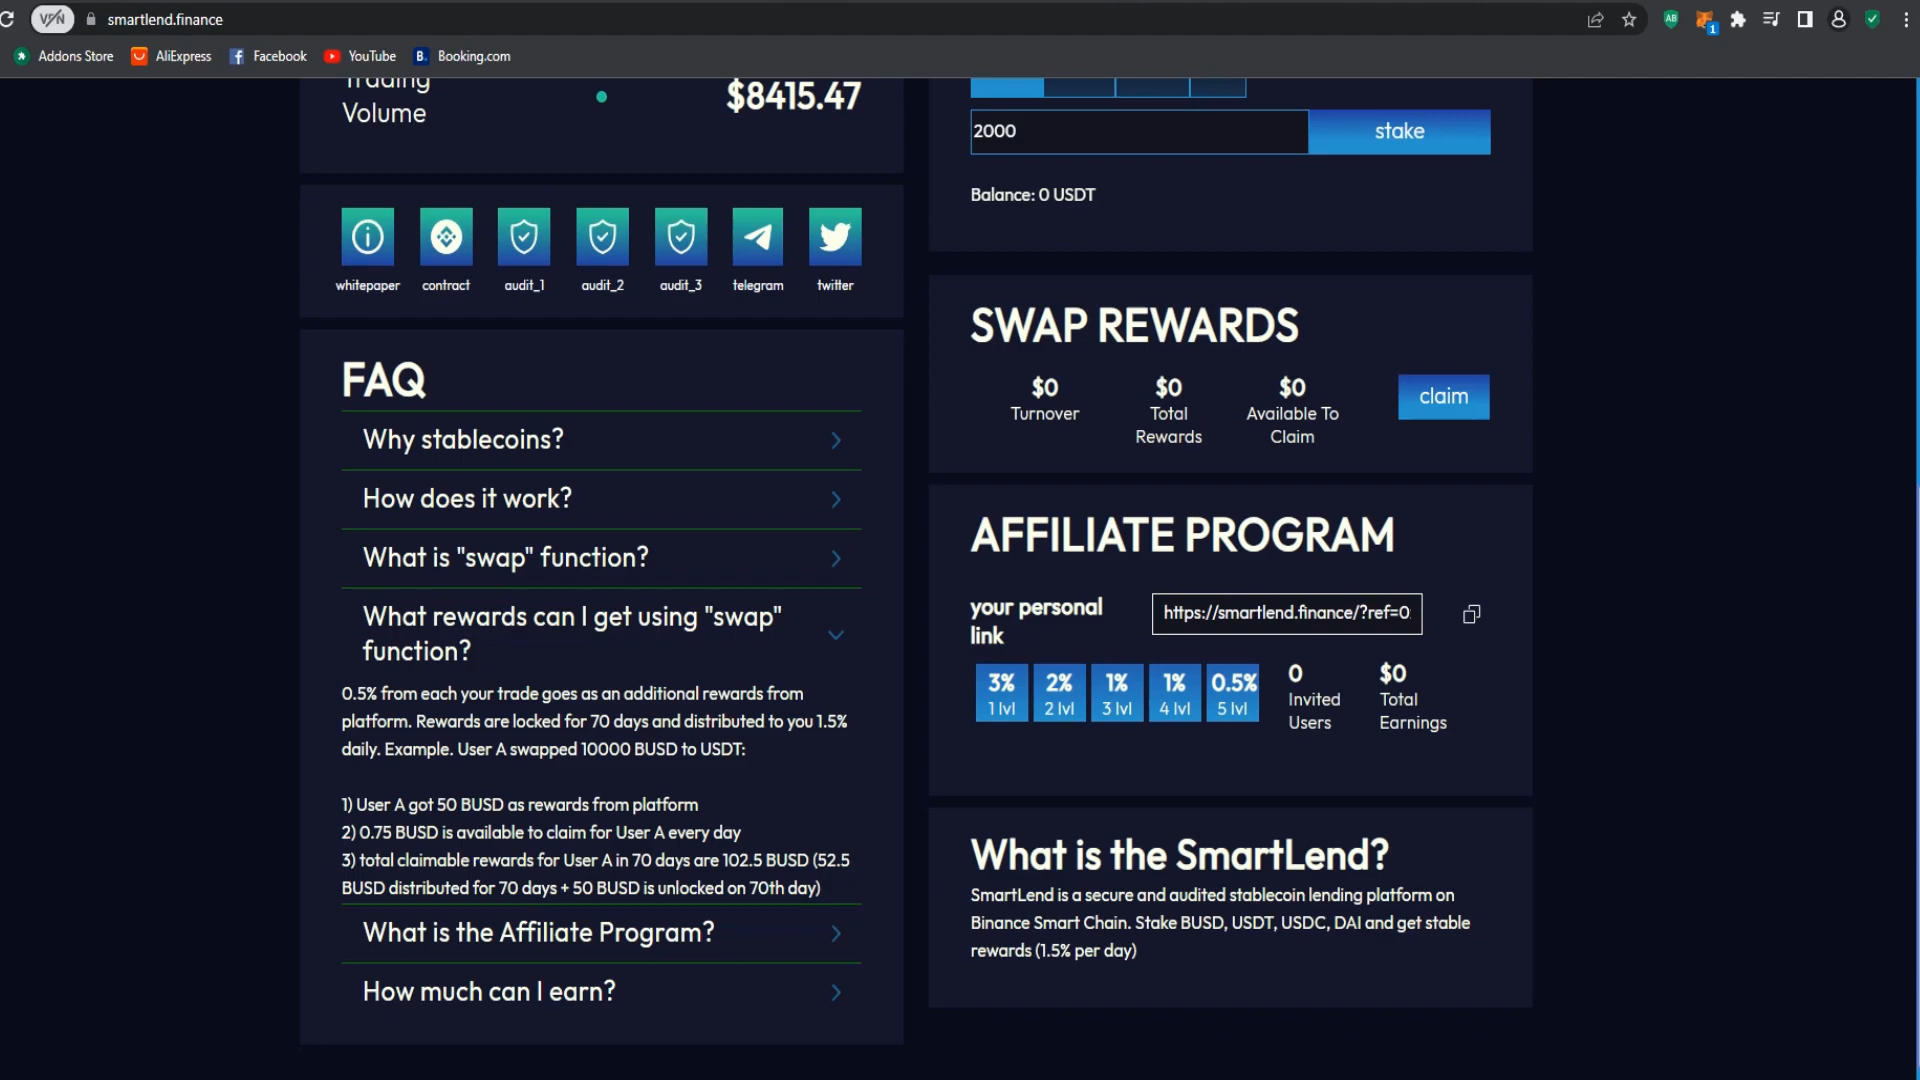 smartlend.finance
VPN
AB
1
Addons Store
AliExpress
Facebook
YouTube
B.
Booking.com
Trading
Volume
$8415.47
whitepaper
contract
audit_1
audit_2
audit_3
telegram
twitter
FAQ
Why stablecoins?
How does it work?
What is "swap" function?
What rewards can I get using "swap"
function?
0.5% from each your trade goes as an additional rewards from
platform. Rewards are locked for 70 days and distributed to you 1.5%
daily. Example. User A swapped 10000 BUSD to USDT:
1) User A got 50 BUSD as rewards from platform
2) 0.75 BUSD is available to claim for User A every day
3) total claimable rewards for User A in 70 days are 102.5 BUSD (52.5
BUSD distributed for 70 days + 50 BUSD is unlocked on 70th day)
What is the Affiliate Program?
How much can I earn?
2000
stake
Balance: 0 USDT
SWAP REWARDS
$0
Turnover
$0
Total
Rewards
$0
Available To
Claim
claim
AFFILIATE PROGRAM
your personal
link
https://smartlend.finance/?ref=0
3%
1 lvl
2%
2 lvl
1%
3 lvl
1%
4 lvl
0.5%
5 lvl
0
Invited
Users
$0
Total
Earnings
What is the SmartLend?
SmartLend is a secure and audited stablecoin lending platform on
Binance Smart Chain. Stake BUSD, USDT, USDC, DAI and get stable
rewards (1.5% per day)